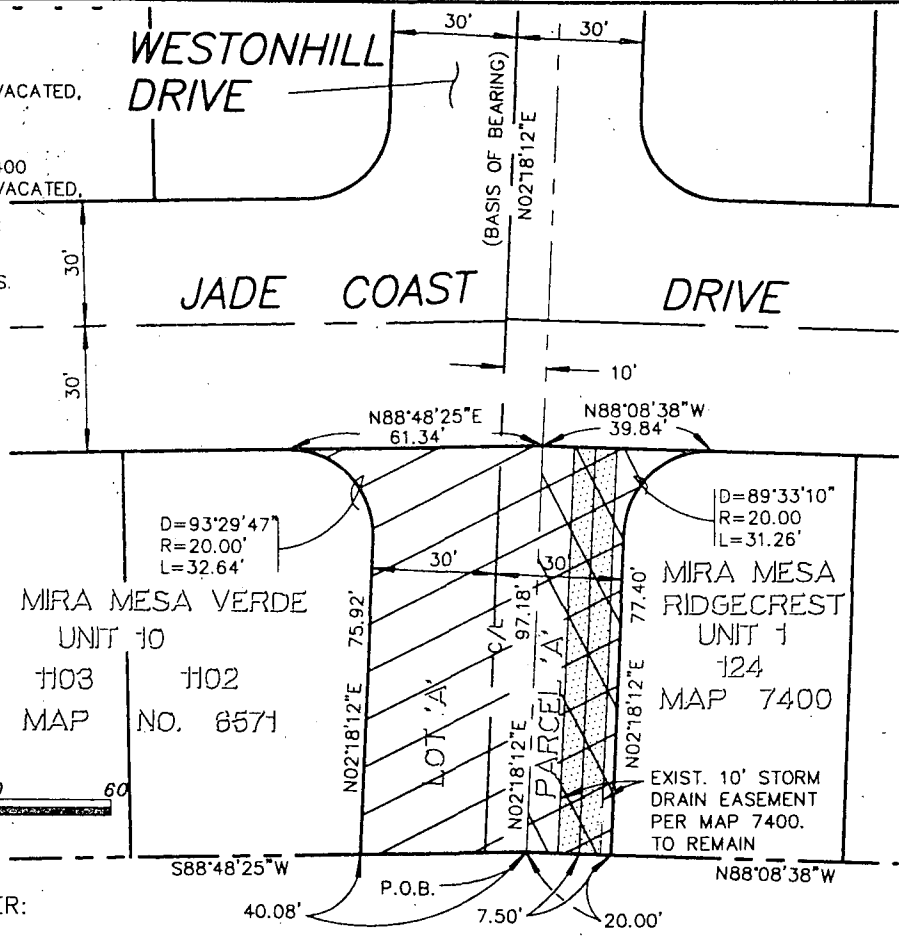 30'
30'
WESTONHILL
DRIVE
VACATED,
(BASIS OF BEARING)
N02°18'12"E
400
VACATED,
30'
S.
JADE COAST DRIVE
30'
10'
N88°48'25"E
61.34'
N88°08'38"W
39.84'
D=93°29'47"
R=20.00'
L=32.64'
D=89°33'10"
R=20.00
L=31.26'
30'
30'
MIRA MESA VERDE
UNIT 10
1103 1102
MAP NO. 8571
75.92'
N02°18'12"E
LOT 'A'
C/L
97.18'
N02°18'12"E
PARCEL 'A'
77.40'
N02°18'12"E
MIRA MESA
RIDGECREST
UNIT 1
124
MAP 7400
60
EXIST. 10' STORM
DRAIN EASEMENT
PER MAP 7400.
TO REMAIN
S88°48'25"W
N88°08'38"W
P.O.B.
40.08'
7.50'
20.00'
ER: